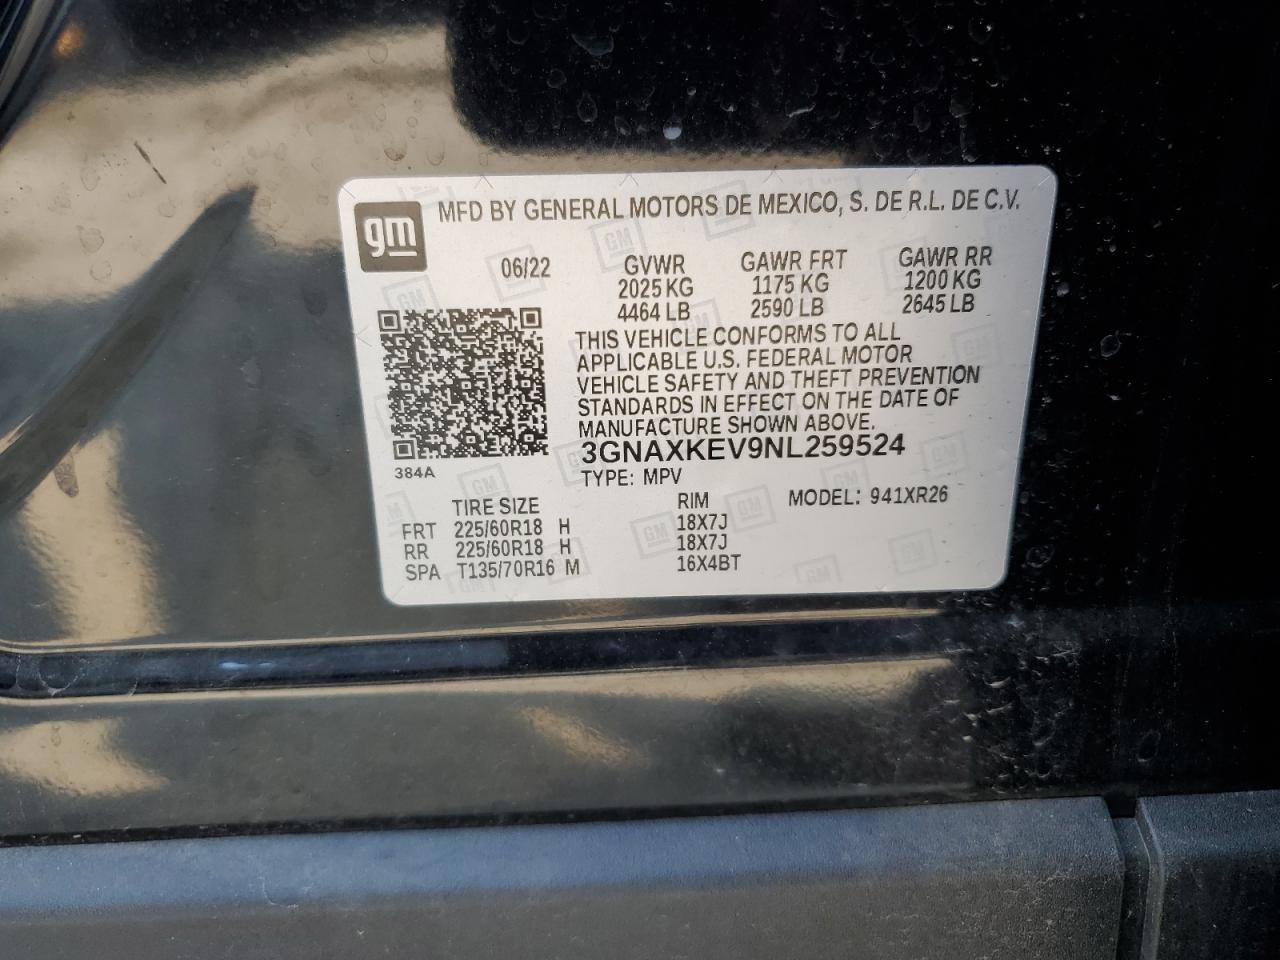 gm
MFD BY GENERAL MOTORS DE MEXICO, S. DE R.L. DE C.V.
06/22 GVWR GAWR FRT GAWR RR
2025 KG 1175 KG 1200 KG
4464 LB 2590 LB 2645 LB
THIS VEHICLE CONFORMS TO ALL
APPLICABLE U.S. FEDERAL MOTOR
VEHICLE SAFETY AND THEFT PREVENTION
STANDARDS IN EFFECT ON THE DATE OF
MANUFACTURE SHOWN ABOVE.
3GNAXKEV9NL259524
384A
TYPE: MPV
TIRE SIZE RIM MODEL: 941XR26
FRT 225/60R18 H 18X7J
RR 225/60R18 H 18X7J
SPA T135/70R16 M 16X4BT